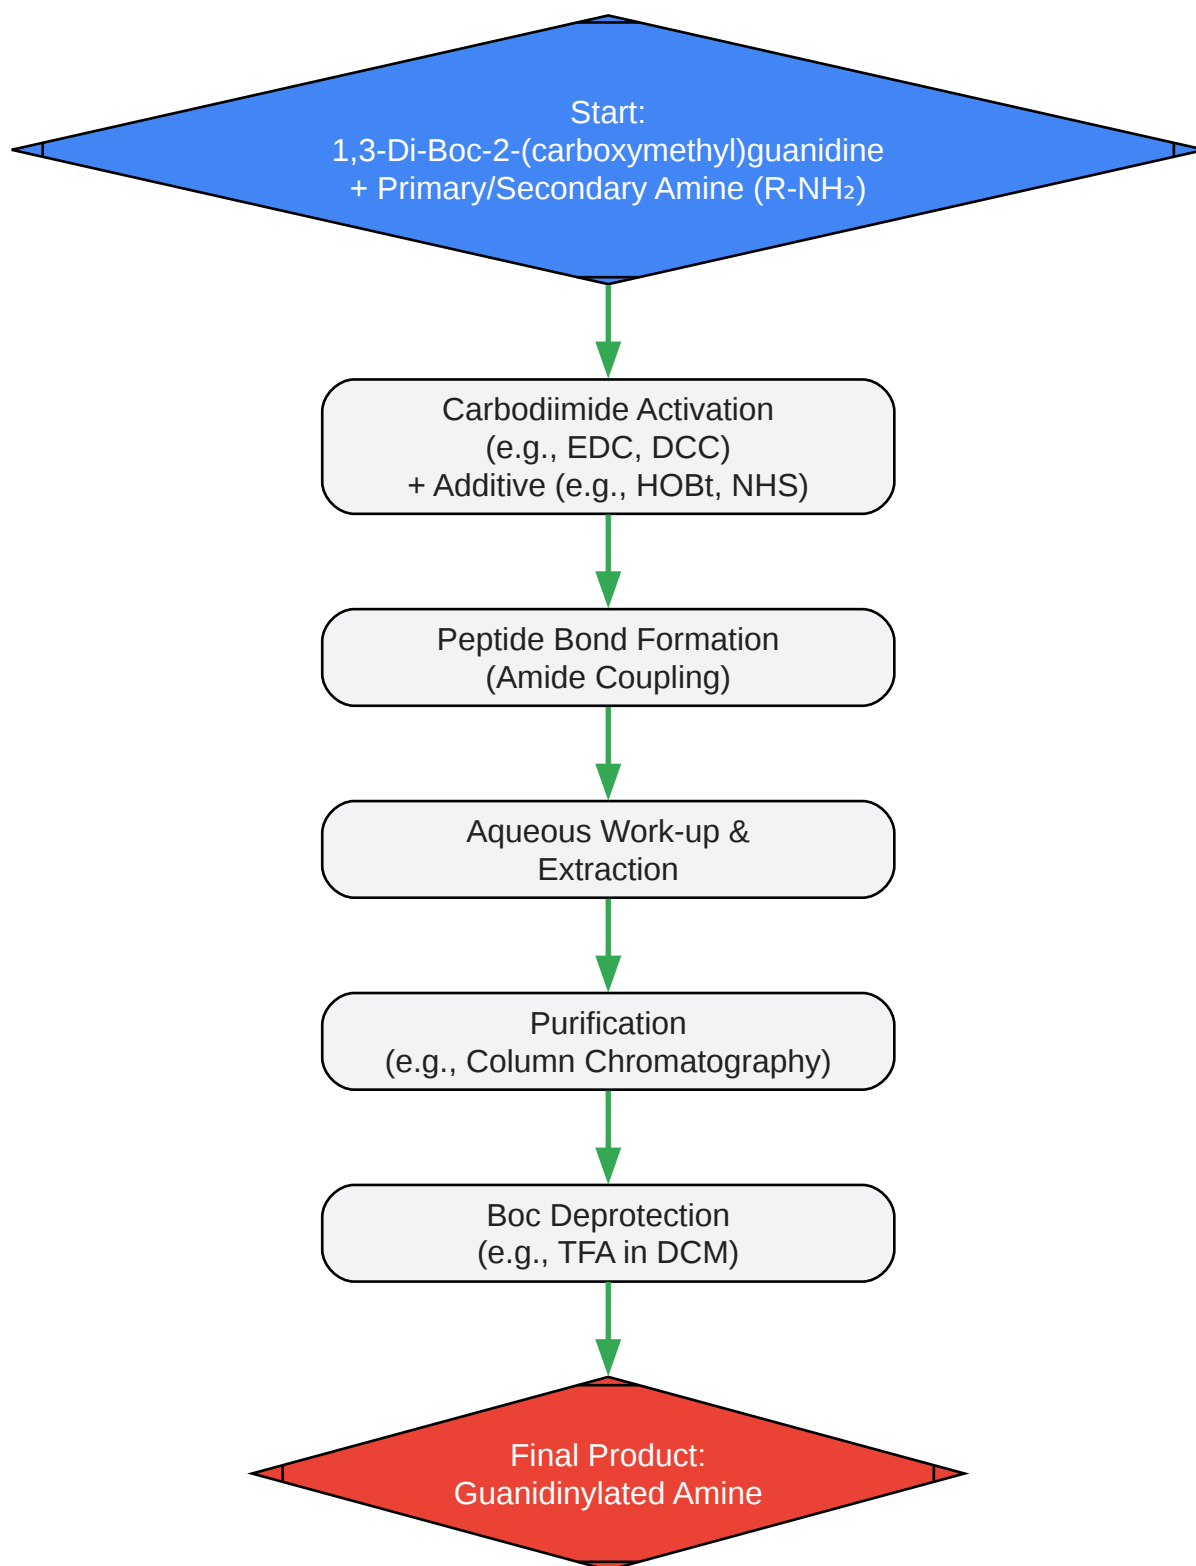 Start:
1,3-Di-Boc-2-(carboxymethyl)guanidine
+ Primary/Secondary Amine (R-NH₂)
Carbodiimide Activation
(e.g., EDC, DCC)
+ Additive (e.g., HOBt, NHS)
Peptide Bond Formation
(Amide Coupling)
Aqueous Work-up &
Extraction
Purification
(e.g., Column Chromatography)
Boc Deprotection
(e.g., TFA in DCM)
Final Product:
Guanidinylated Amine